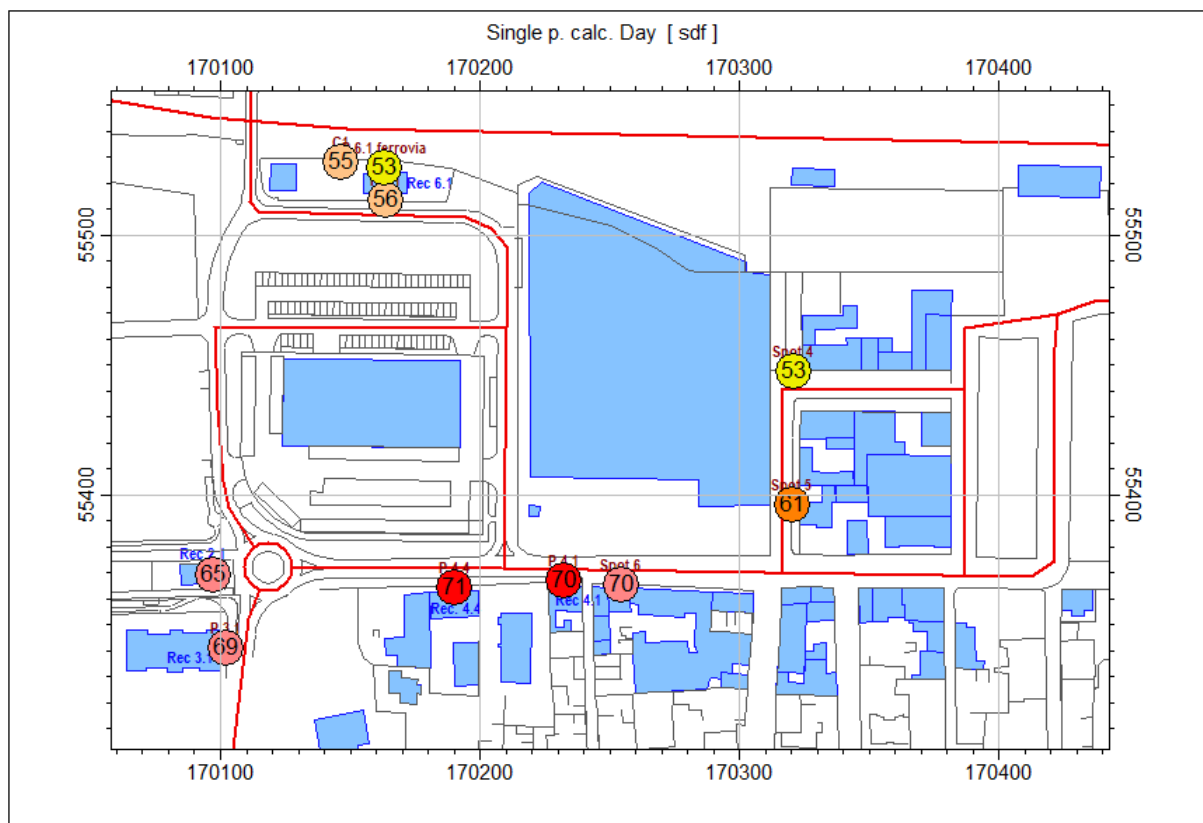 Single p. calc. Day [ sdf ]
170100 170200 170300 170400
C1
6.1 ferrovia
55 53
Rec 6.1
56
55500 55500
Spot 4
53
55400 55400
Spot 5
61
Rec 2.1
65
P 4.4 P 4.1 Spot 6
71 70 70
Rec. 4.4 Rec 4.1
P 3.1
69
Rec 3.1
170100 170200 170300 170400